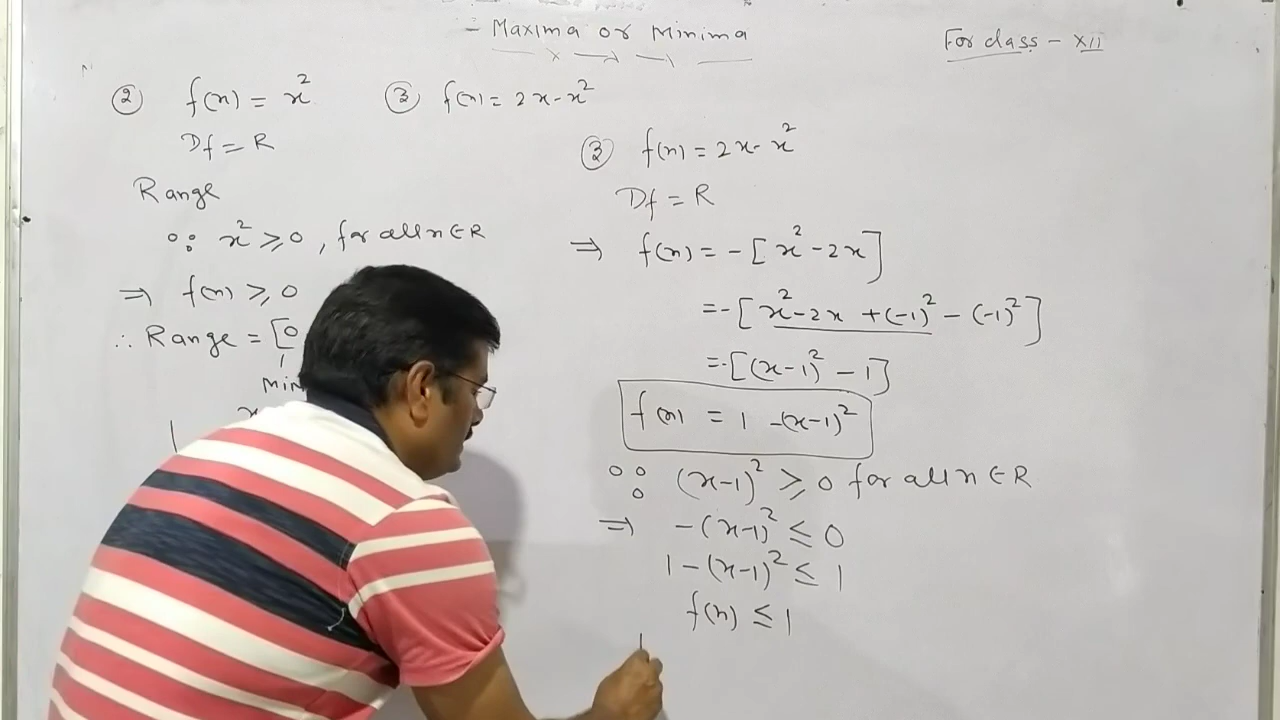 - Maxima or Minima
For class - XII
② f(x) = x²
③ f(x) = 2x - x²
Df = R
Range
∵ x² ≥ 0, for all x ∈ R
⇒ f(x) ≥ 0
∴ Range = [0
Min
③ f(x) = 2x - x²
Df = R
⇒ f(x) = -[x² - 2x]
= -[x² - 2x + (-1)² - (-1)²]
= -[(x-1)² - 1]
f(x) = 1 - (x-1)²
∵ (x-1)² ≥ 0 for all x ∈ R
⇒ -(x-1)² ≤ 0
1 - (x-1)² ≤ 1
f(x) ≤ 1